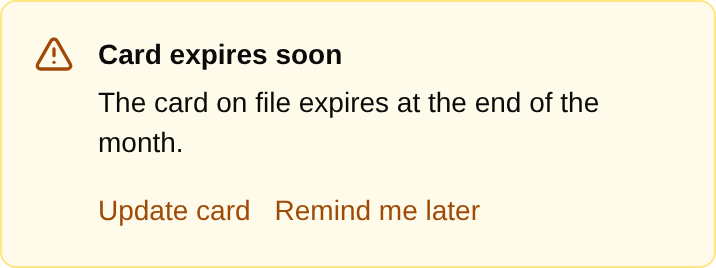 Card expires soon
The card on file expires at the end of the
month.
Update card Remind me later